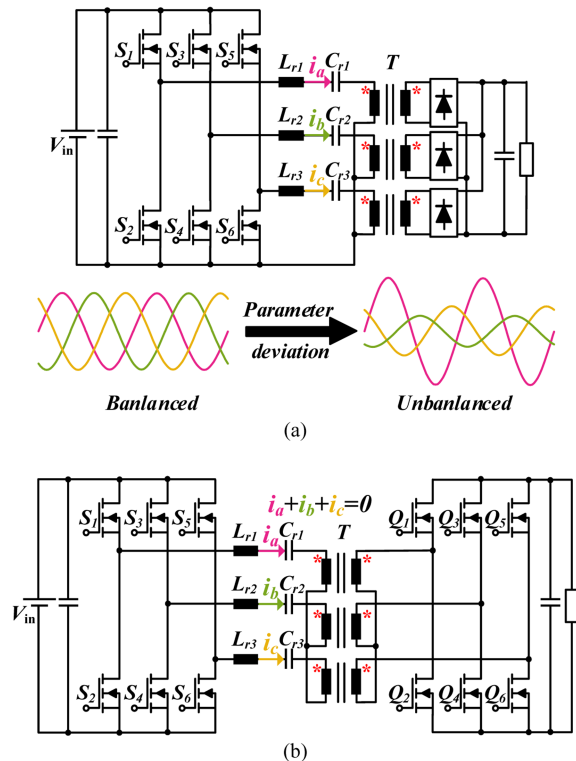 S1 S3 S5
Lr1 ia Cr1 T
* *
Lr2 ib Cr2
* *
Vin
Lr3 ic Cr3
* *
S2 S4 S6
Parameter
deviation
Banlanced Unbanlanced
(a)
S1 S3 S5 ia+ib+ic=0 Q1 Q3 Q5
Lr1 ia Cr1 T
* *
Lr2 ib Cr2
* *
Vin
Lr3 ic Cr3
* *
S2 S4 S6 Q2 Q4 Q6
(b)